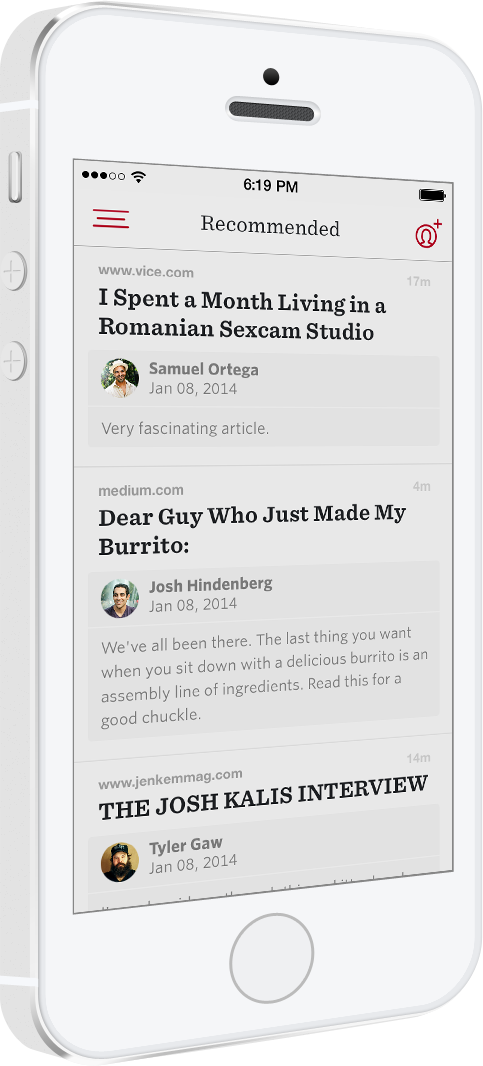 6:19 PM
Recommended
www.vice.com
17m
I Spent a Month Living in a
Romanian Sexcam Studio
Samuel Ortega
Jan 08, 2014
Very fascinating article.
medium.com
4m
Dear Guy Who Just Made My
Burrito:
Josh Hindenberg
Jan 08, 2014
We've all been there. The last thing you want
when you sit down with a delicious burrito is an
assembly line of ingredients. Read this for a
good chuckle.
www.jenkemmag.com
14m
THE JOSH KALIS INTERVIEW
Tyler Gaw
Jan 08, 2014